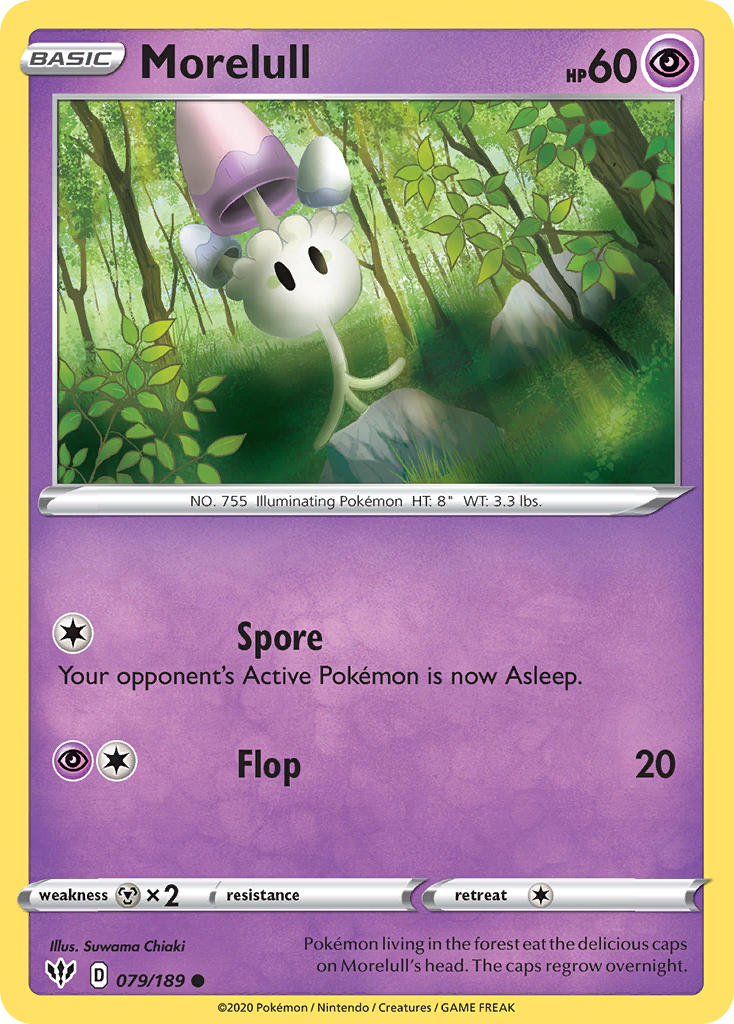 BASIC Morelull HP60
NO. 755 Illuminating Pokémon HT: 8" WT: 3.3 lbs.
Spore
Your opponent's Active Pokémon is now Asleep.
Flop 20
weakness ×2 resistance retreat
Illus. Suwama Chiaki
Pokémon living in the forest eat the delicious caps
on Morelull's head. The caps regrow overnight.
D 079/189
©2020 Pokémon / Nintendo / Creatures / GAME FREAK